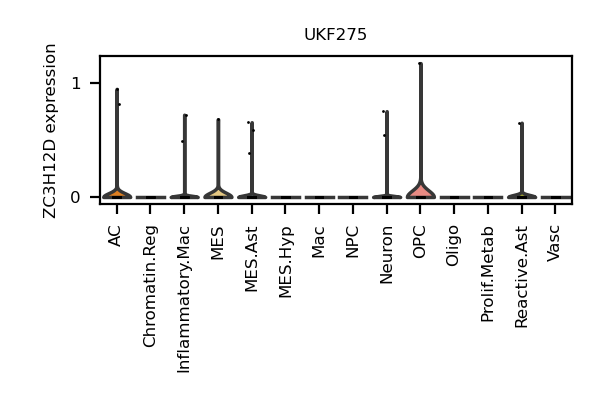 UKF275
ZC3H12D expression
1
0
AC
Chromatin.Reg
Inflammatory.Mac
MES
MES.Ast
MES.Hyp
Mac
NPC
Neuron
OPC
Oligo
Prolif.Metab
Reactive.Ast
Vasc